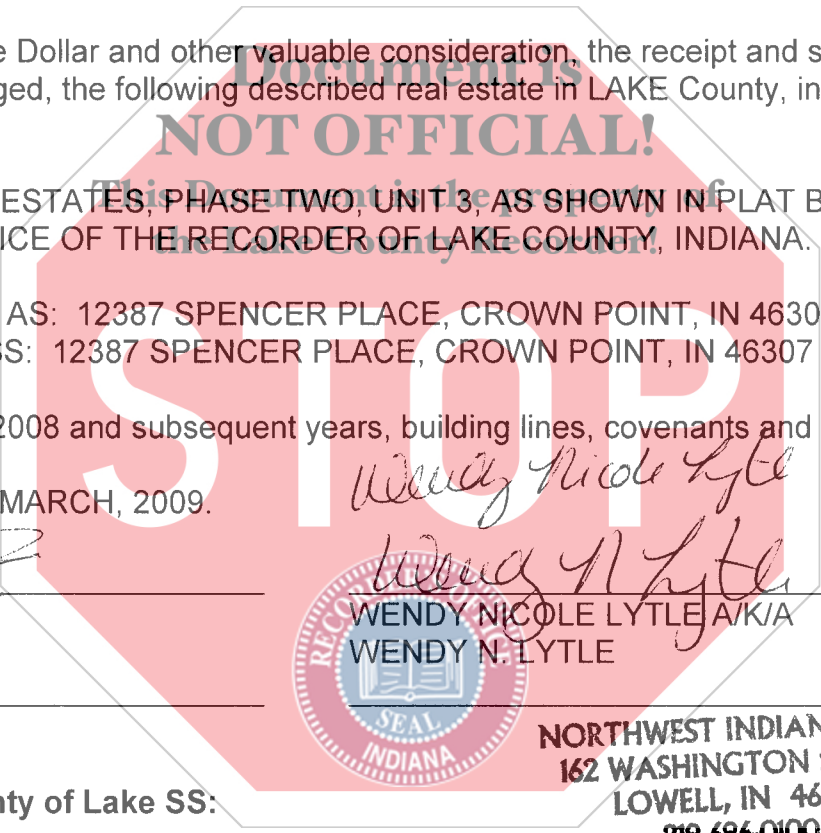 e Dollar and other valuable consideration, the receipt and s
Document is
ged, the following described real estate in LAKE County, in
NOT OFFICIAL!
ESTATES, PHASE TWO, UNIT 3, AS SHOWN IN PLAT B
This Document is the property of
ICE OF THE RECORDER OF LAKE COUNTY, INDIANA.
the Lake County Recorder!
AS: 12387 SPENCER PLACE, CROWN POINT, IN 4630
SS: 12387 SPENCER PLACE, CROWN POINT, IN 46307
STOP
2008 and subsequent years, building lines, covenants and
Wendy Nicole Lytle
MARCH, 2009.
Wendy N Lytle
WENDY NICOLE LYTLE A/K/A
WENDY N. LYTLE
RECORDER'S OFFICE
SEAL
INDIANA
NORTHWEST INDIAN
162 WASHINGTON
LOWELL, IN 46
nty of Lake SS:
219-696-0100